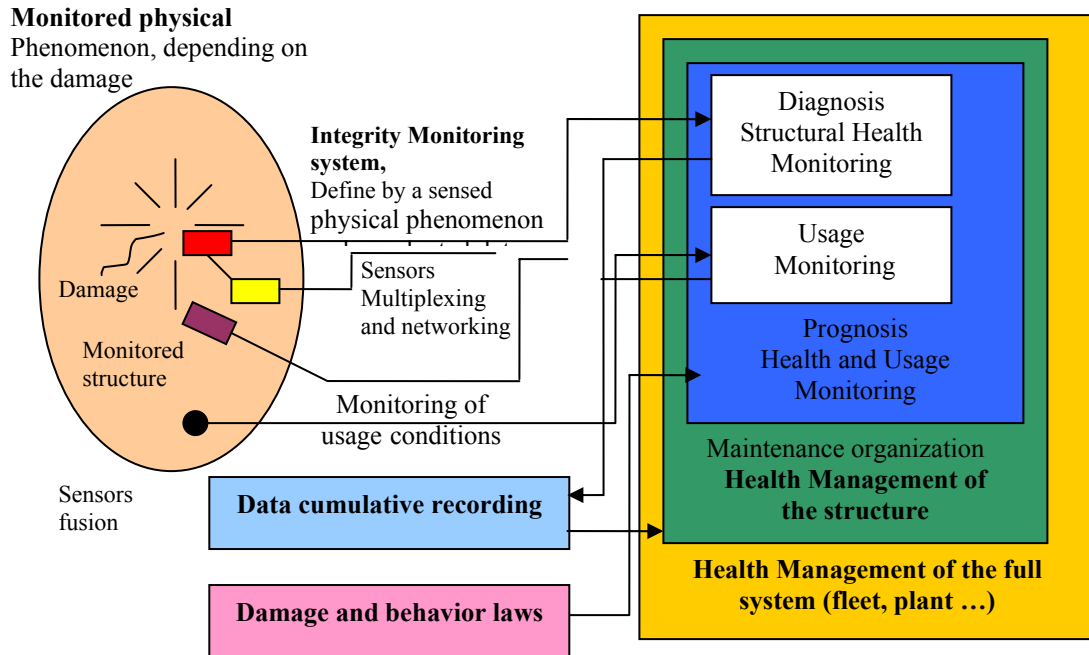 Monitored physical
Phenomenon, depending on
the damage
Integrity Monitoring
system,
Define by a sensed
physical phenomenon
Damage
Sensors
Multiplexing
and networking
Monitored
structure
Monitoring of
usage conditions
Sensors
fusion
Data cumulative recording
Damage and behavior laws
Diagnosis
Structural Health
Monitoring
Usage
Monitoring
Prognosis
Health and Usage
Monitoring
Maintenance organization
Health Management of
the structure
Health Management of the full
system (fleet, plant …)